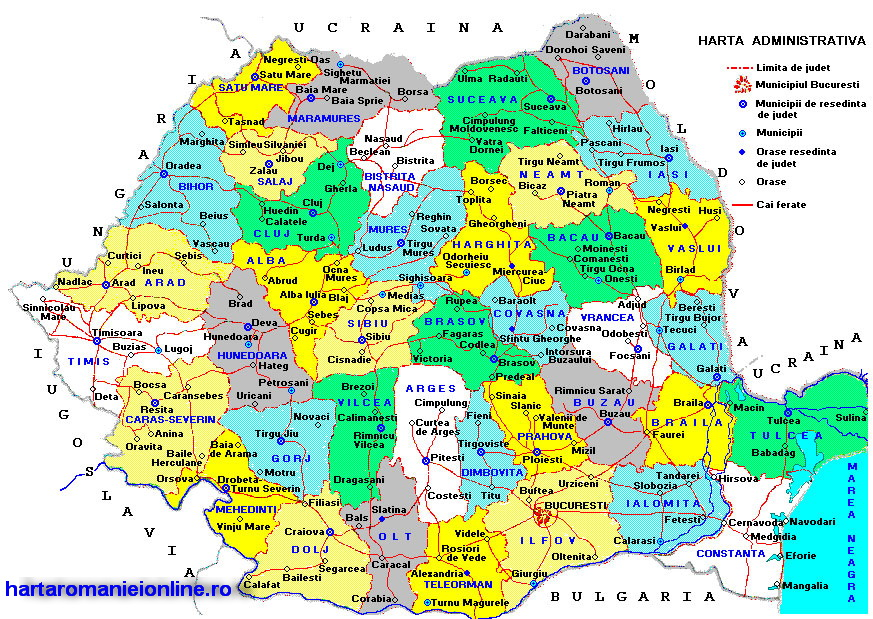 UCRAINA
UNGARIA
MOLDOVA
UCRAINA
IUGOSLAVIA
BULGARIA
MAREA NEAGRA
HARTA ADMINISTRATIVA
Limita de judet
Municipiul Bucuresti
Municipii de resedinta
de judet
Municipii
Orase resedinta
de judet
Orase
Cai ferate
Negresti-Oas
Satu Mare
SATU MARE
Tasnad
Sighetu
Marmatiei
Baia Mare
Baia Sprie
Borsa
MARAMURES
Darabani
Dorohoi
Saveni
BOTOSANI
Botosani
Ulma
Radauti
SUCEAVA
Suceava
Cimpulung
Moldovenesc
Falticeni
Vatra
Dornei
Marghita
Oradea
BIHOR
Salonta
Beius
Vascau
Simleu Silvaniei
Jibou
Zalau
SALAJ
Nasaud
Beclean
Bistrita
BISTRITA
NASAUD
Dej
Gherla
Huedin
Cluj
Calatele
CLUJ
Turda
Hirlau
Pascani
Iasi
Tirgu Frumos
IASI
Tirgu Neamt
NEAMT
Bicaz
Roman
Piatra
Neamt
Borsec
Toplita
Gheorgheni
HARGHITA
Odorheiu
Secuiesc
Miercurea
Ciuc
Reghin
Sovata
MURES
Tirgu
Mures
Ludus
Sighisoara
Negresti
Husi
Vaslui
VASLUI
Birlad
BACAU
Bacau
Moinesti
Comanesti
Tirgu Ocna
Onesti
Curtici
Sebis
Ineu
Nadlac
Arad
ARAD
Lipova
ALBA
Abrud
Ocna
Mures
Alba Iulia
Blaj
Sebes
Cugir
Medias
Copsa Mica
SIBIU
Sibiu
Cisnadie
Rupea
BRASOV
Fagaras
Codlea
Victoria
Brasov
Predeal
Baraolt
COVASNA
Covasna
Sfintu Gheorghe
Intorsura
Buzaului
VRANCEA
Adjud
Odobesti
Focsani
Beresti
Tirgu Bujor
Tecuci
GALATI
Galati
Sinnicolau
Mare
Timisoara
Buzias
Lugoj
TIMIS
Deta
Brad
Deva
Hunedoara
HUNEDOARA
Hateg
Petrosani
Uricani
Bocsa
Caransebes
Resita
CARAS-SEVERIN
Anina
Oravita
Baile
Herculane
Orsova
Baia
de Arama
Drobeta
Turnu Severin
MEHEDINTI
Vinju Mare
Novaci
Tirgu Jiu
GORJ
Motru
Brezoi
VILCEA
Calimanesti
Rimnicu
Vilcea
Dragasani
ARGES
Cimpulung
Curtea
de Arges
Pitesti
Costesti
Fieni
Tirgoviste
DIMBOVITA
Titu
Sinaia
Slanic
Valenii de
Munte
PRAHOVA
Ploiesti
Mizil
Rimnicu Sarat
BUZAU
Buzau
Braila
BRAILA
Faurei
Macin
Tulcea
Sulina
TULCEA
Babadag
Filiasi
Craiova
DOLJ
Segarcea
Bailesti
Calafat
Slatina
Bals
OLT
Caracal
Corabia
Videle
Rosiori
de Vede
Alexandria
TELEORMAN
Turnu Magurele
Buftea
Urziceni
BUCURESTI
ILFOV
Oltenita
Giurgiu
Tandarei
Slobozia
IALOMITA
Fetesti
Calarasi
Hirsova
Cernavoda
Navodari
Medgidia
CONSTANTA
Eforie
Mangalia
hartaromanieionline.ro